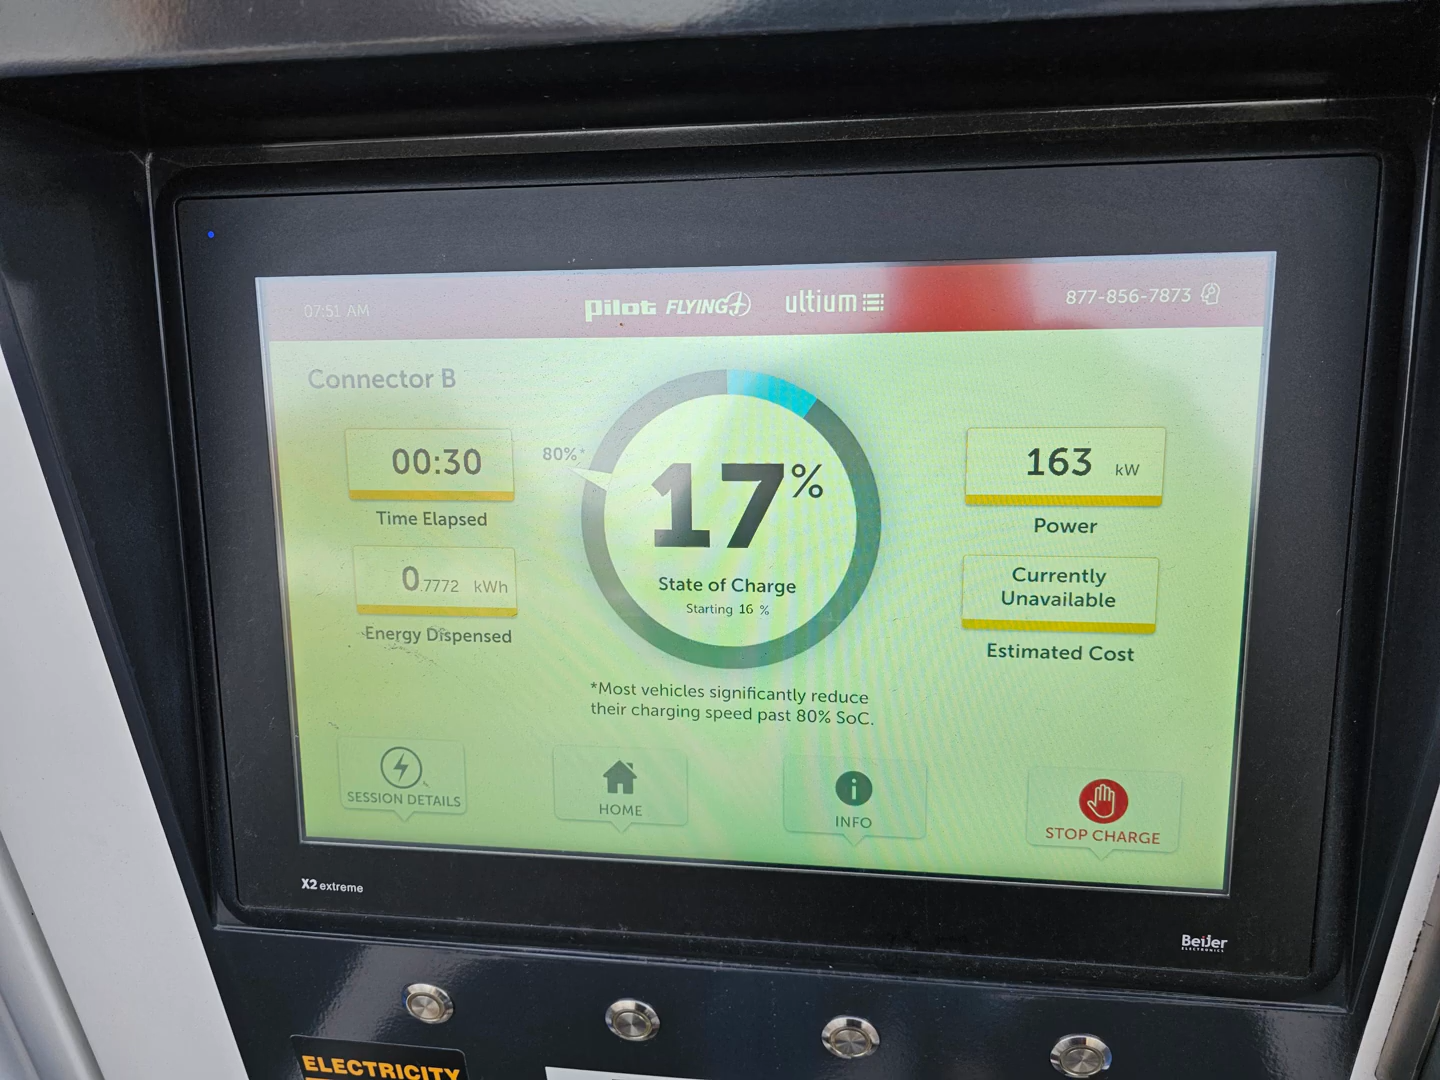 07:51 AM
Pilot FLYING J
ultium
877-856-7873
Connector B
00:30
Time Elapsed
0.7772 kWh
Energy Dispensed
80%*
17%
State of Charge
Starting 16 %
163 kW
Power
Currently
Unavailable
Estimated Cost
*Most vehicles significantly reduce
their charging speed past 80% SoC.
SESSION DETAILS
HOME
INFO
STOP CHARGE
X2 extreme
Beijer
ELECTRONICS
ELECTRICITY